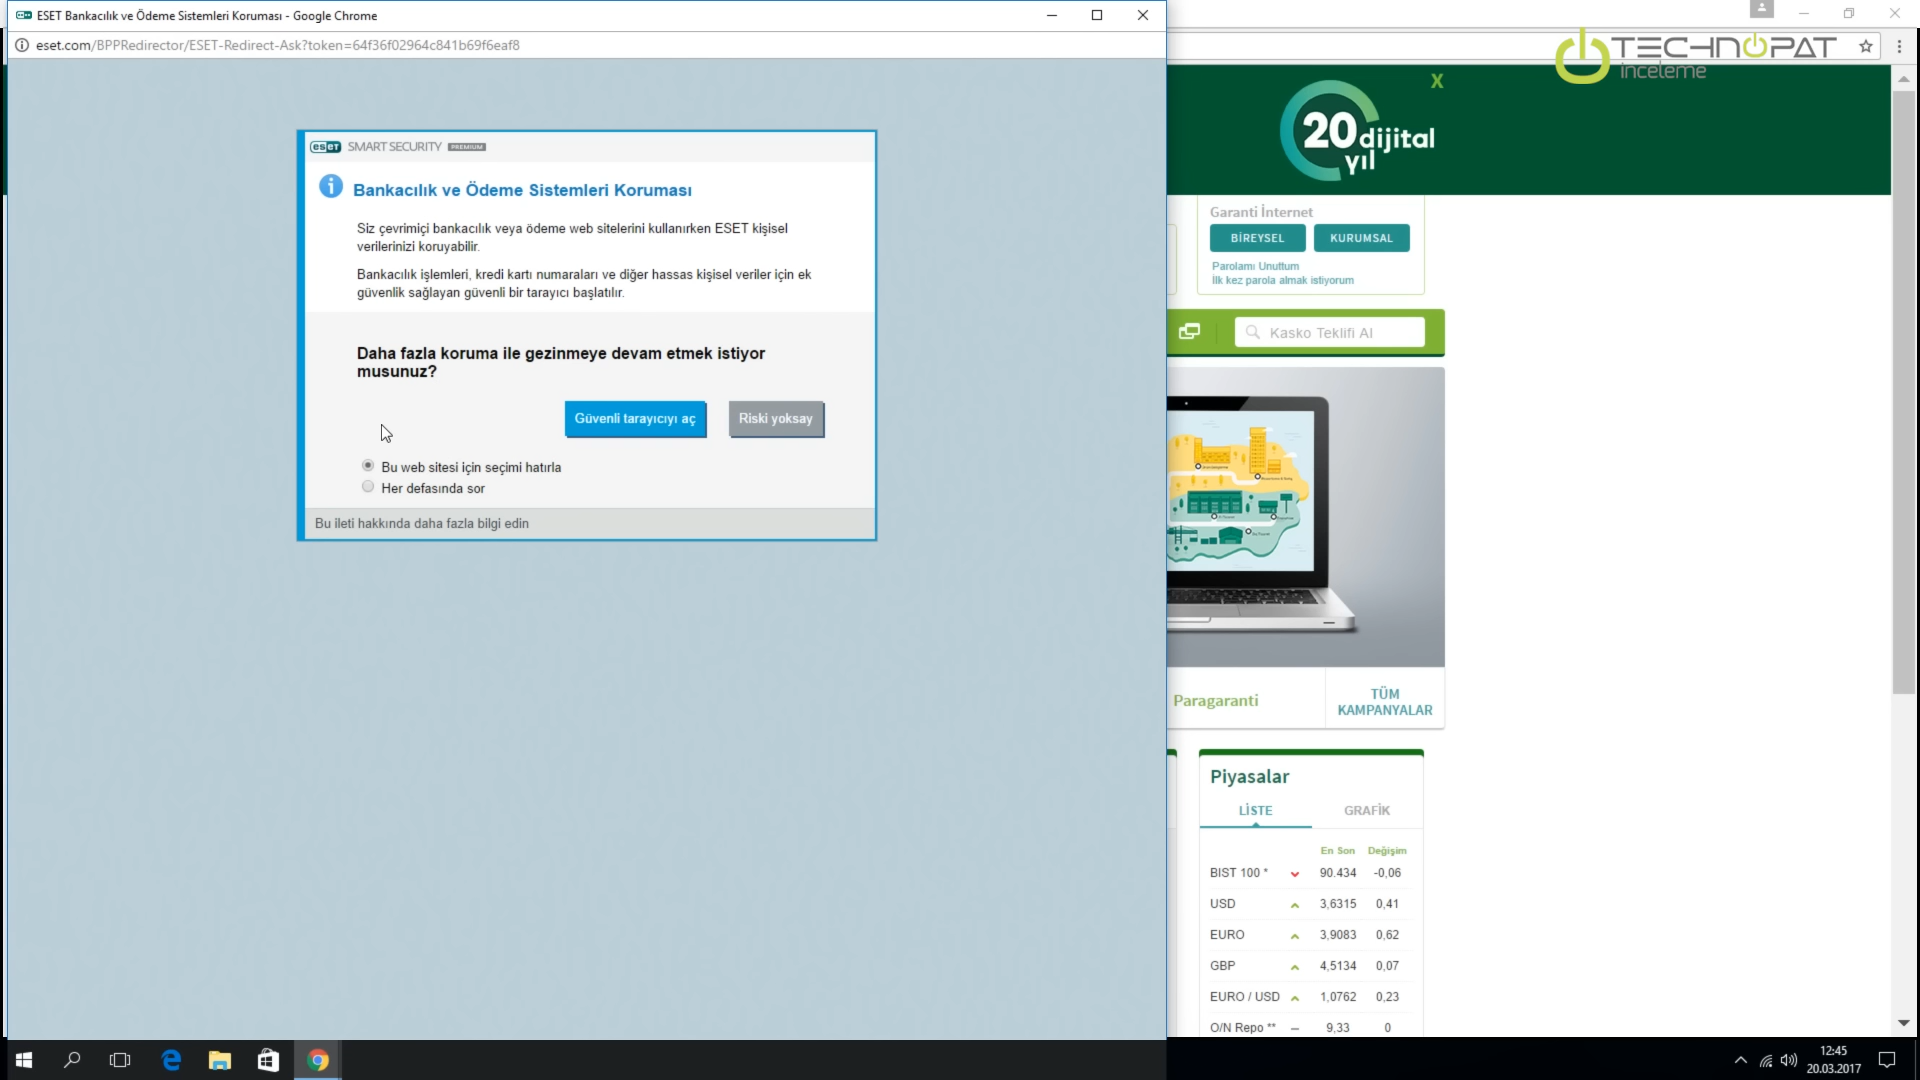 ESET Bankacılık ve Ödeme Sistemleri Koruması - Google Chrome
eset.com/BPPRedirector/ESET-Redirect-Ask?token=64f36f02964c841b69f6eaf8
eset SMART SECURITY PREMIUM
Bankacılık ve Ödeme Sistemleri Koruması
Siz çevrimiçi bankacılık veya ödeme web sitelerini kullanırken ESET kişisel
verilerinizi koruyabilir.
Bankacılık işlemleri, kredi kartı numaraları ve diğer hassas kişisel veriler için ek
güvenlik sağlayan güvenli bir tarayıcı başlatılır.
Daha fazla koruma ile gezinmeye devam etmek istiyor
musunuz?
Güvenli tarayıcıyı aç
Riski yoksay
Bu web sitesi için seçimi hatırla
Her defasında sor
Bu ileti hakkında daha fazla bilgi edin
TECHNOPAT
inceleme
X
20 dijital
yıl
Garanti İnternet
BİREYSEL
KURUMSAL
Parolamı Unuttum
İlk kez parola almak istiyorum
Kasko Teklifi Al
Paragaranti
TÜM
KAMPANYALAR
Piyasalar
LİSTE
GRAFİK
En Son Değişim
BIST 100 * 90.434 -0,06
USD 3,6315 0,41
EURO 3,9083 0,62
GBP 4,5134 0,07
EURO / USD 1,0762 0,23
O/N Repo ** 9,33 0
12:45
20.03.2017